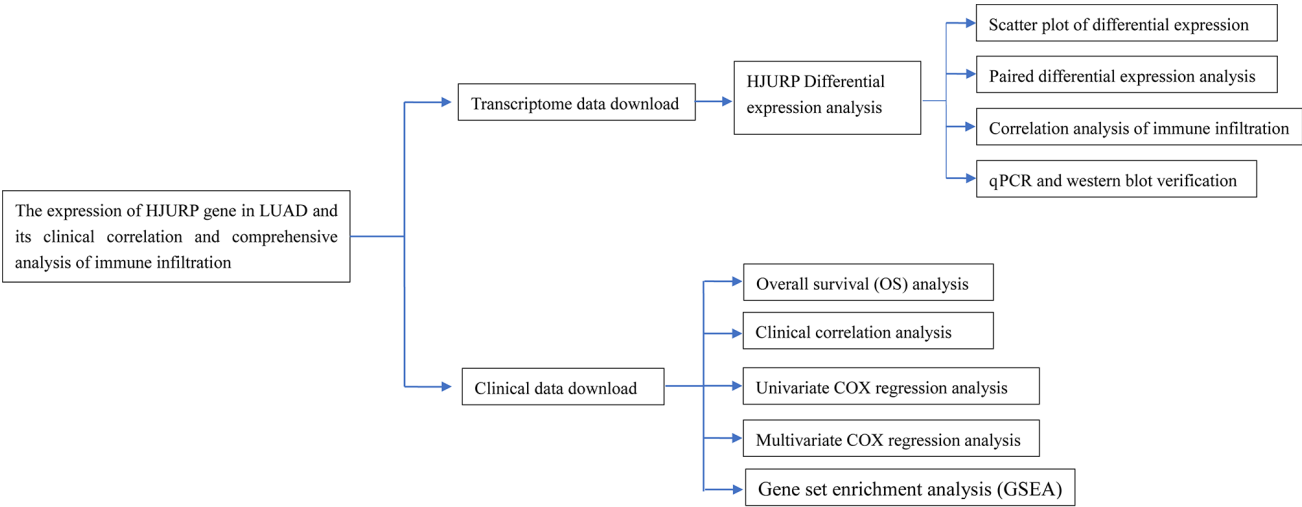 The expression of HJURP gene in LUAD and
its clinical correlation and comprehensive
analysis of immune infiltration
Transcriptome data download
HJURP Differential
expression analysis
Scatter plot of differential expression
Paired differential expression analysis
Correlation analysis of immune infiltration
qPCR and western blot verification
Clinical data download
Overall survival (OS) analysis
Clinical correlation analysis
Univariate COX regression analysis
Multivariate COX regression analysis
Gene set enrichment analysis (GSEA)